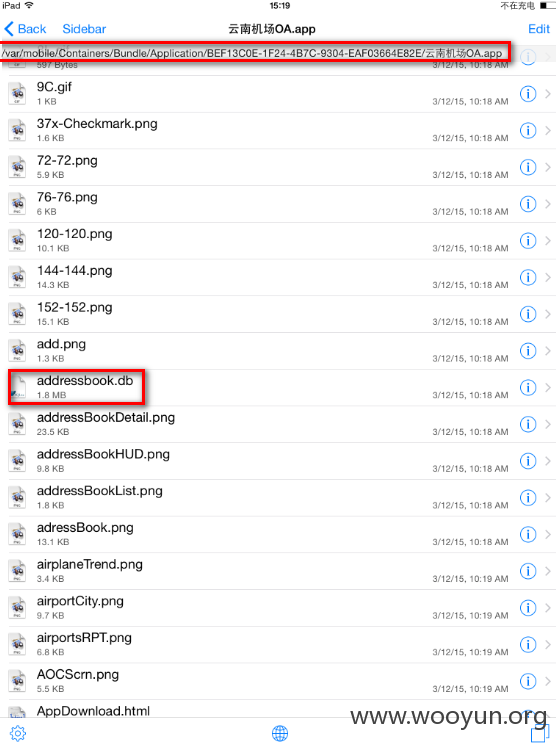 iPad 15:19 不在充电
Back Sidebar 云南机场OA.app Edit
/var/mobile/Containers/Bundle/Application/BEF13C0E-1F24-4B7C-9304-EAF03664E82E/云南机场OA.app
597 Bytes 3/12/15, 10:18 AM
9C.gif
1 KB 3/12/15, 10:18 AM
37x-Checkmark.png
1.6 KB 3/12/15, 10:18 AM
72-72.png
5.9 KB 3/12/15, 10:18 AM
76-76.png
6 KB 3/12/15, 10:18 AM
120-120.png
10.1 KB 3/12/15, 10:18 AM
144-144.png
14.3 KB 3/12/15, 10:18 AM
152-152.png
15.1 KB 3/12/15, 10:18 AM
add.png
1.3 KB 3/12/15, 10:18 AM
addressbook.db
1.8 MB 3/12/15, 10:18 AM
addressBookDetail.png
23.5 KB 3/12/15, 10:18 AM
addressBookHUD.png
9.8 KB 3/12/15, 10:18 AM
addressBookList.png
1.8 KB 3/12/15, 10:18 AM
adressBook.png
13.1 KB 3/12/15, 10:18 AM
airplaneTrend.png
3.4 KB 3/12/15, 10:19 AM
airportCity.png
9.7 KB 3/12/15, 10:19 AM
airportsRPT.png
6.8 KB 3/12/15, 10:19 AM
AOCScrn.png
5.5 KB 3/12/15, 10:19 AM
AppDownload.html
www.wooyun.org